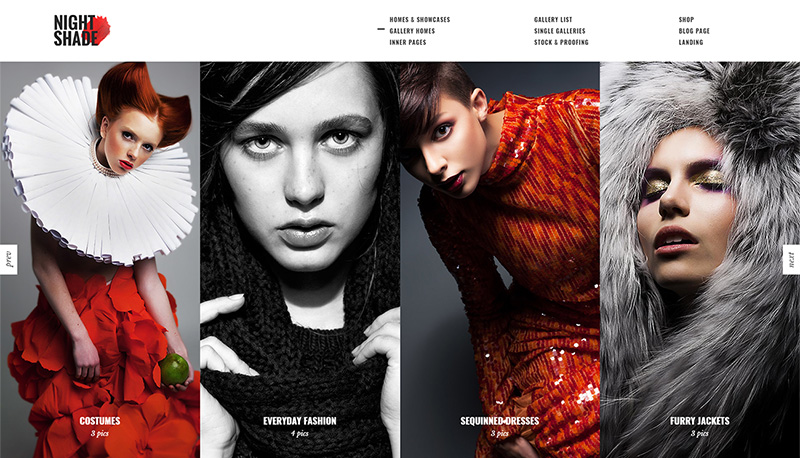 NIGHT
SHADE
HOMES & SHOWCASES
GALLERY HOMES
INNER PAGES
GALLERY LIST
SINGLE GALLERIES
STOCK & PROOFING
SHOP
BLOG PAGE
LANDING
prev
next
COSTUMES
3 pics
EVERYDAY FASHION
4 pics
SEQUINNED DRESSES
3 pics
FURRY JACKETS
3 pics